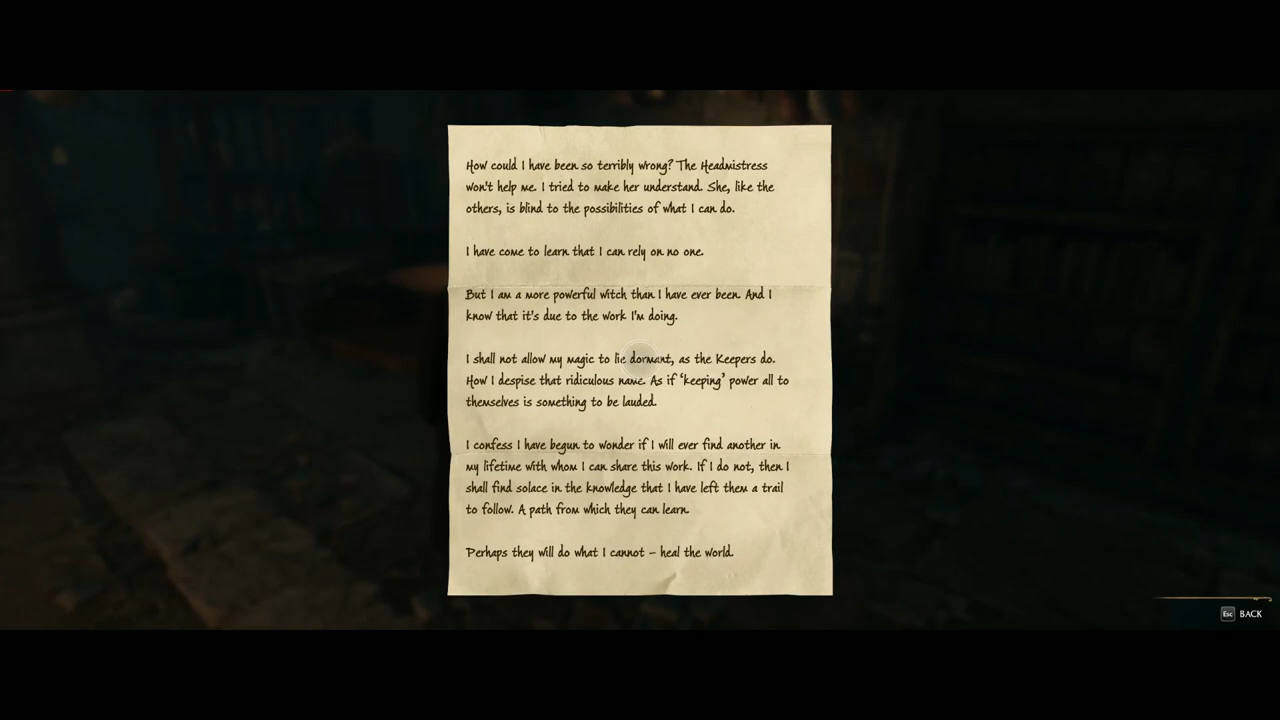 How could I have been so terribly wrong? The Headmistress
won't help me. I tried to make her understand. She, like the
others, is blind to the possibilities of what I can do.
I have come to learn that I can rely on no one.
But I am a more powerful witch than I have ever been. And I
know that it's due to the work I'm doing.
I shall not allow my magic to lie dormant, as the Keepers do.
How I despise that ridiculous name. As if ‘keeping’ power all to
themselves is something to be lauded.
I confess I have begun to wonder if I will ever find another in
my lifetime with whom I can share this work. If I do not, then I
shall find solace in the knowledge that I have left them a trail
to follow. A path from which they can learn.
Perhaps they will do what I cannot – heal the world.
Esc BACK